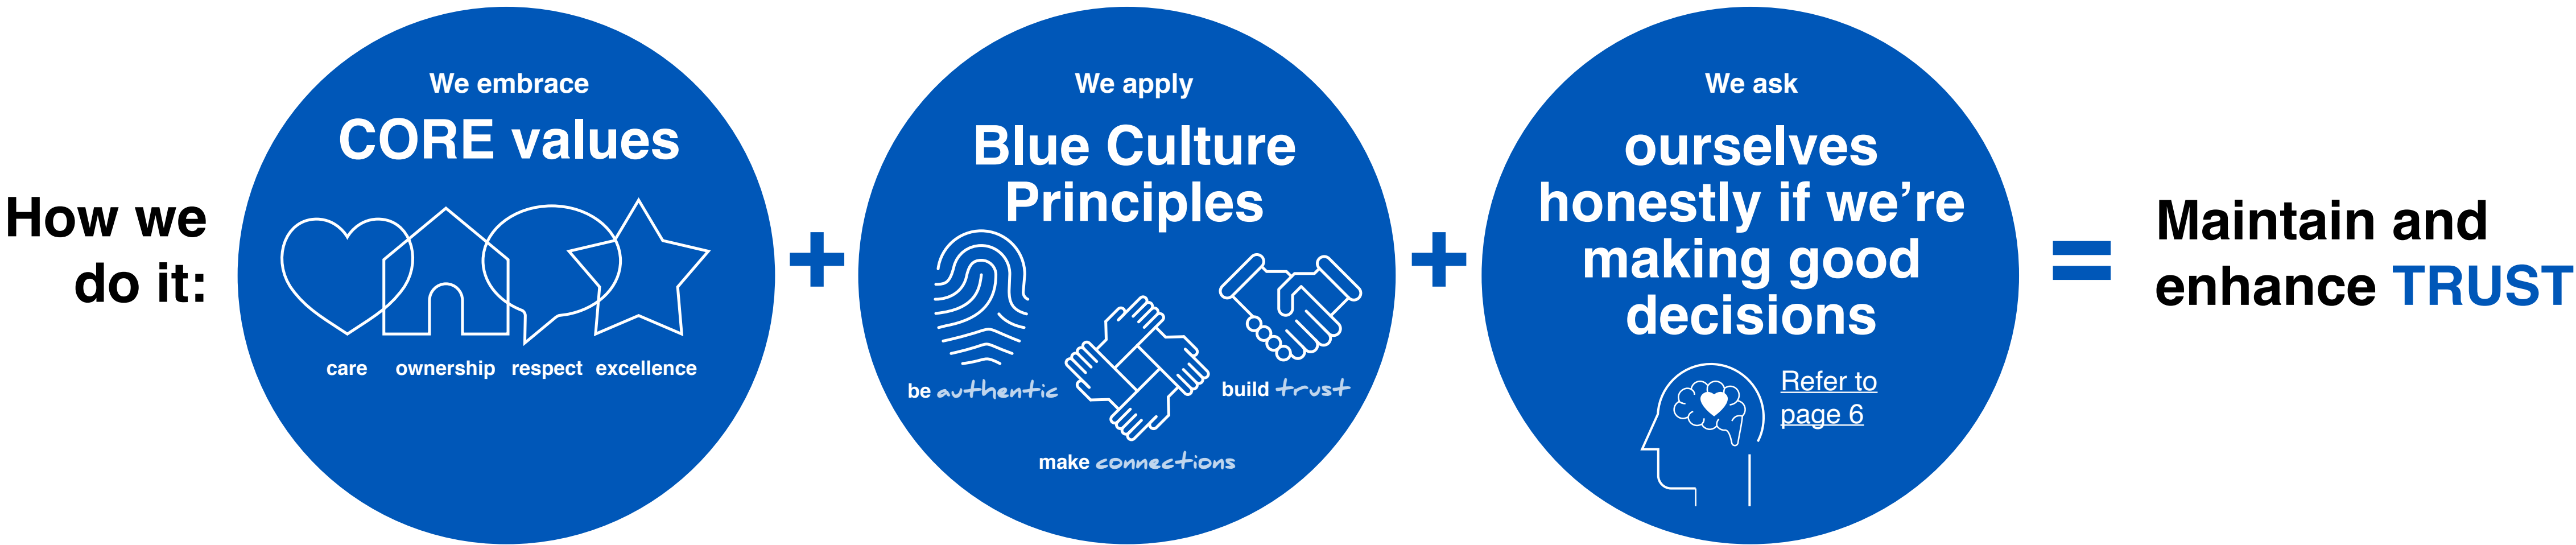 How we
do it:
We embrace
CORE values
care ownership respect excellence
+
We apply
Blue Culture
Principles
be authentic
build trust
make connections
+
We ask
ourselves
honestly if we’re
making good
decisions
Refer to
page 6
=
Maintain and
enhance TRUST